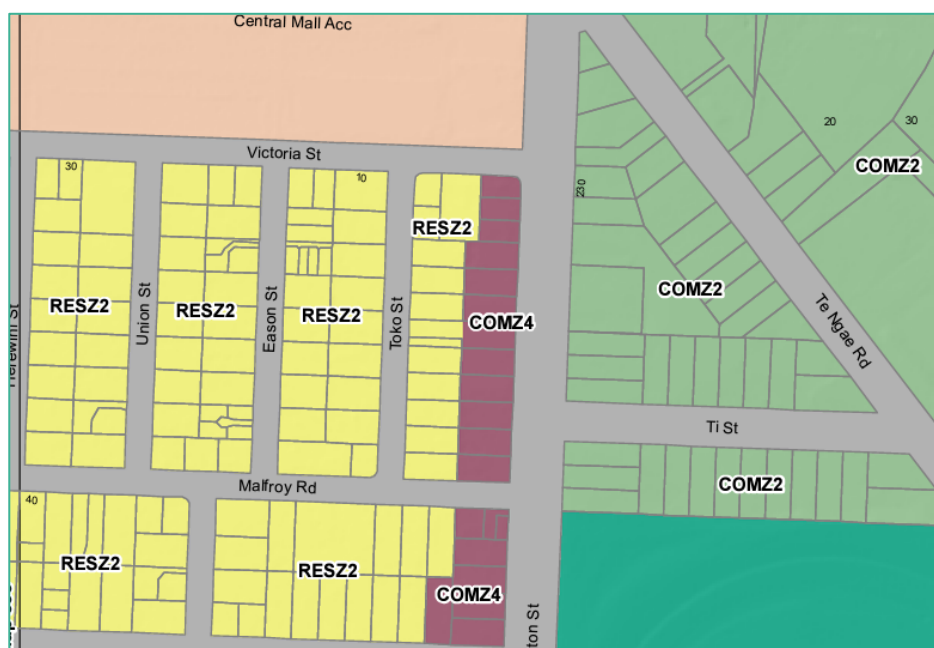 Central Mall Acc
Victoria St
30
10
20
30
COMZ2
230
RESZ2
RESZ2
RESZ2
RESZ2
COMZ2
COMZ4
Union St
Eason St
Toko St
Te Ngae Rd
Ti St
COMZ2
Malfroy Rd
40
RESZ2
RESZ2
COMZ4
ton St